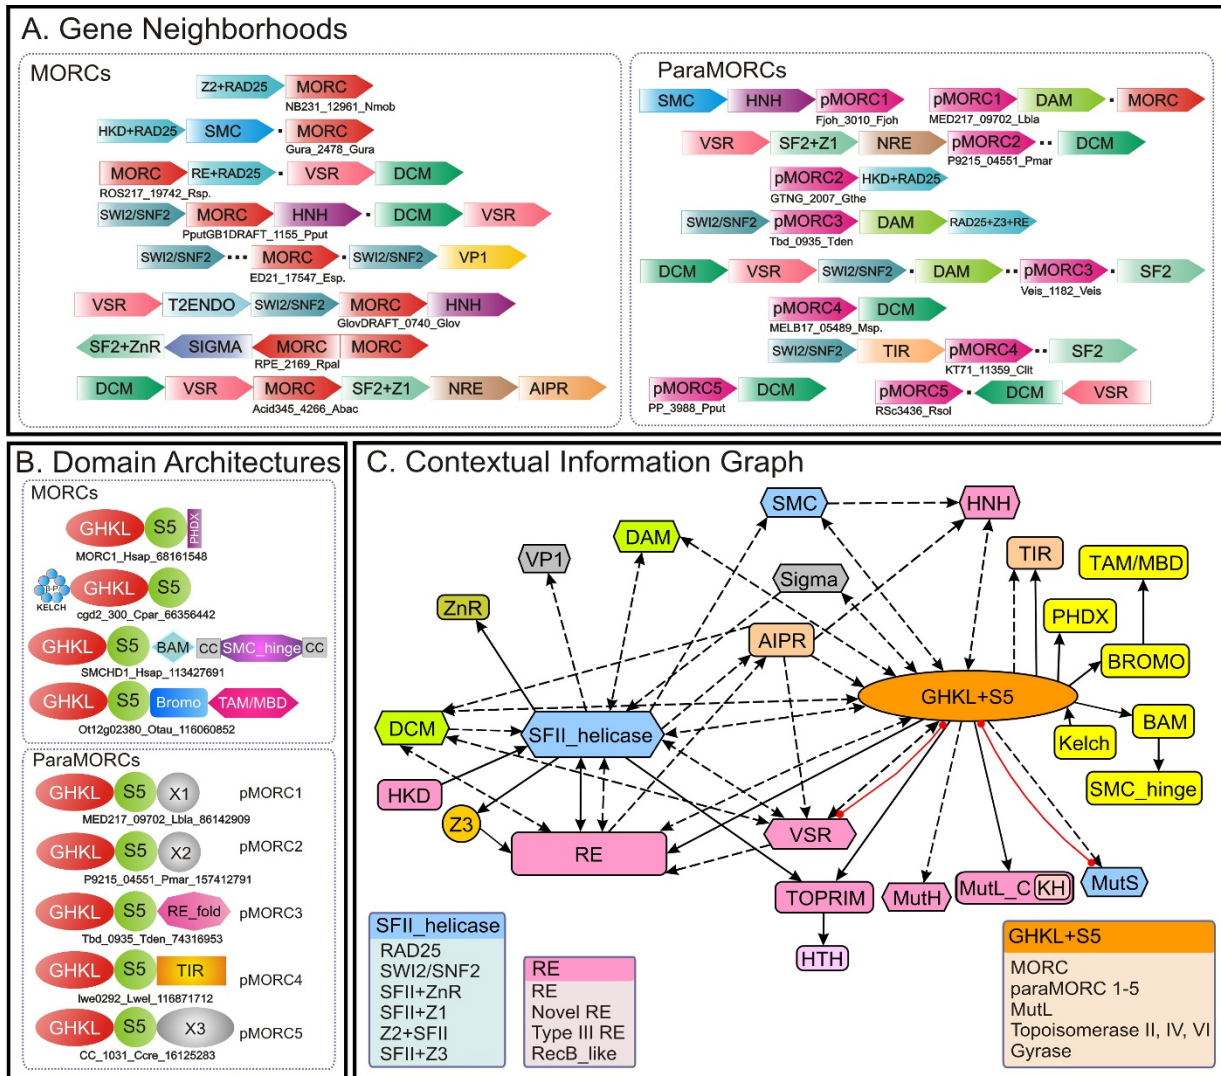 A. Gene Neighborhoods
MORCs
Z2+RAD25 MORC
NB231_12961_Nmob
HKD+RAD25 SMC MORC
Gura_2478_Gura
MORC RE+RAD25 VSR DCM
ROS217_19742_Rsp.
SWI2/SNF2 MORC HNH DCM VSR
PputGB1DRAFT_1155_Pput
SWI2/SNF2 MORC SWI2/SNF2 VP1
ED21_17547_Esp.
VSR T2ENDO SWI2/SNF2 MORC HNH
GlovDRAFT_0740_Glov
SF2+ZnR SIGMA MORC MORC
RPE_2169_Rpal
DCM VSR MORC SF2+Z1 NRE AIPR
Acid345_4266_Abac
ParaMORCs
SMC HNH pMORC1 pMORC1 DAM MORC
Fjoh_3010_Fjoh MED217_09702_Lbla
VSR SF2+Z1 NRE pMORC2 DCM
P9215_04551_Pmar
pMORC2 HKD+RAD25
GTNG_2007_Gthe
SWI2/SNF2 pMORC3 DAM RAD25+Z3+RE
Tbd_0935_Tden
DCM VSR SWI2/SNF2 DAM pMORC3 SF2
Veis_1182_Veis
pMORC4 DCM
MELB17_05489_Msp.
SWI2/SNF2 TIR pMORC4 SF2
KT71_11359_Clit
pMORC5 DCM pMORC5 DCM VSR
PP_3988_Pput RSc3436_Rsol
B. Domain Architectures
MORCs
GHKL S5 PHDX
MORC1_Hsap_68161548
β-P GHKL S5
KELCH
cgd2_300_Cpar_66356442
GHKL S5 BAM CC SMC_hinge CC
SMCHD1_Hsap_113427691
GHKL S5 Bromo TAM/MBD
Ot12g02380_Otau_116060852
ParaMORCs
GHKL S5 X1 pMORC1
MED217_09702_Lbla_86142909
GHKL S5 X2 pMORC2
P9215_04551_Pmar_157412791
GHKL S5 RE_fold pMORC3
Tbd_0935_Tden_74316953
GHKL S5 TIR pMORC4
lwe0292_Lwel_116871712
GHKL S5 X3 pMORC5
CC_1031_Ccre_16125283
C. Contextual Information Graph
SMC HNH
DAM
VP1 TIR TAM/MBD
Sigma
ZnR PHDX
AIPR BROMO
GHKL+S5
DCM SFII_helicase BAM
Kelch
HKD SMC_hinge
Z3 VSR
RE
TOPRIM MutH MutL_C KH MutS
HTH
SFII_helicase
RAD25
SWI2/SNF2
SFII+ZnR
SFII+Z1
Z2+SFII
SFII+Z3
RE
RE
Novel RE
Type III RE
RecB_like
GHKL+S5
MORC
paraMORC 1-5
MutL
Topoisomerase II, IV, VI
Gyrase